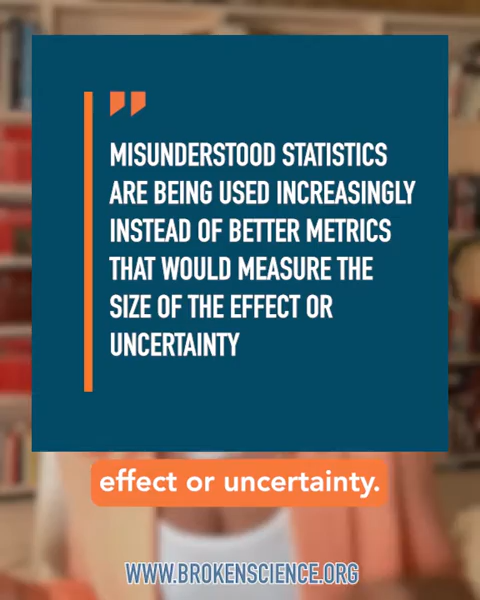 MISUNDERSTOOD STATISTICS
ARE BEING USED INCREASINGLY
INSTEAD OF BETTER METRICS
THAT WOULD MEASURE THE
SIZE OF THE EFFECT OR
UNCERTAINTY
effect or uncertainty.
WWW.BROKENSCIENCE.ORG